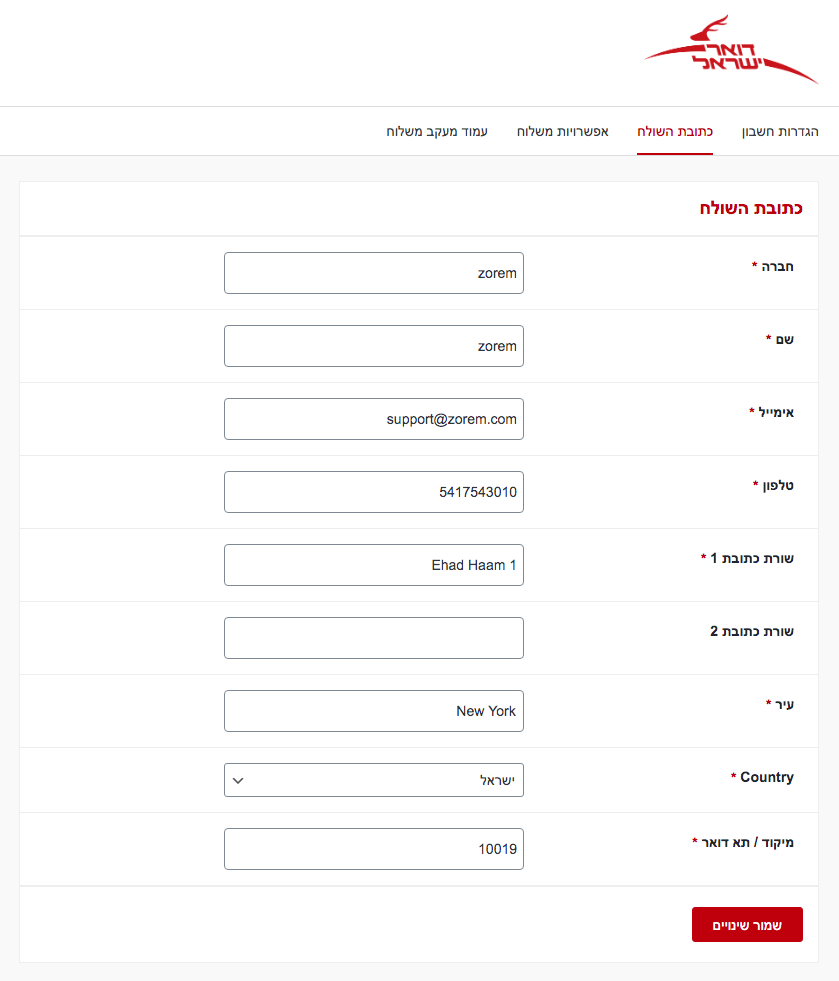 דואר
ישראל
הגדרות חשבון כתובת השולח אפשרויות משלוח עמוד מעקב משלוח
כתובת השולח
חברה * zorem
שם * zorem
אימייל * support@zorem.com
טלפון * 5417543010
שורת כתובת 1 * Ehad Haam 1
שורת כתובת 2
עיר * New York
Country * ישראל
מיקוד / תא דואר * 10019
שמור שינויים